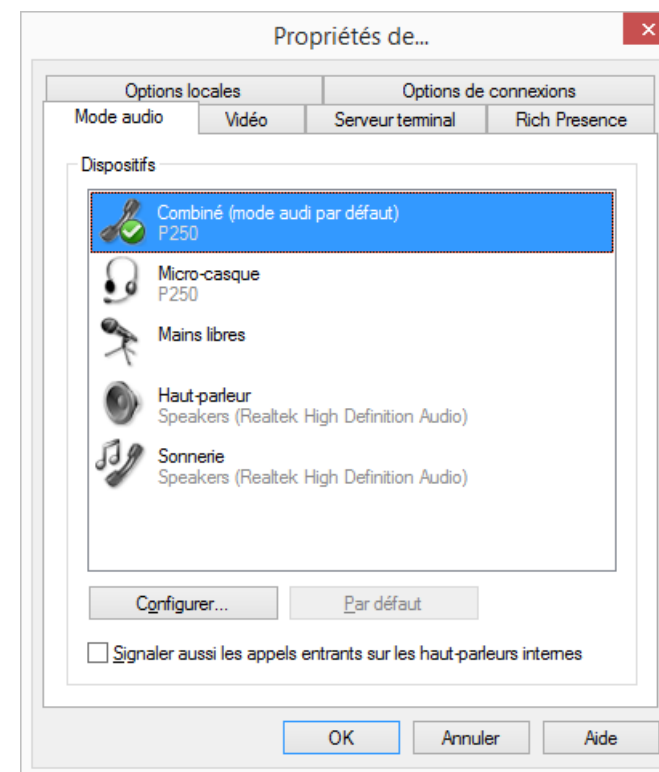 Propriétés de...
Options locales
Options de connexions
Mode audio
Vidéo
Serveur terminal
Rich Presence
Dispositifs
Combiné (mode audi par défaut)
P250
Micro-casque
P250
Mains libres
Haut-parleur
Speakers (Realtek High Definition Audio)
Sonnerie
Speakers (Realtek High Definition Audio)
Configurer...
Par défaut
Signaler aussi les appels entrants sur les haut-parleurs internes
OK
Annuler
Aide